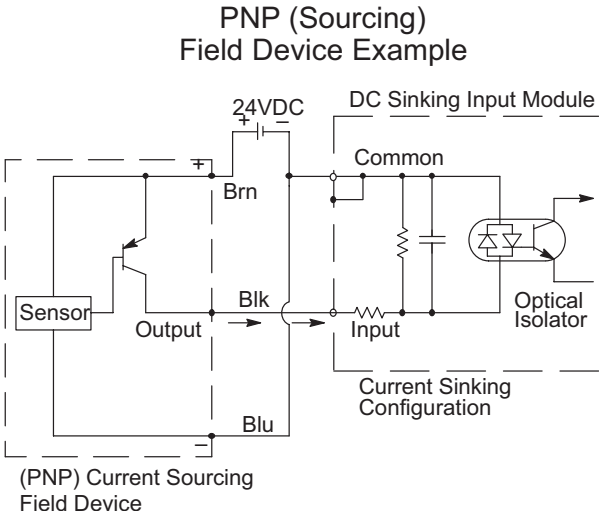 PNP (Sourcing)
Field Device Example
24VDC
+ −
DC Sinking Input Module
+
Brn
Common
Sensor
Output
Blk
Input
Optical
Isolator
Current Sinking
Configuration
Blu
−
(PNP) Current Sourcing
Field Device